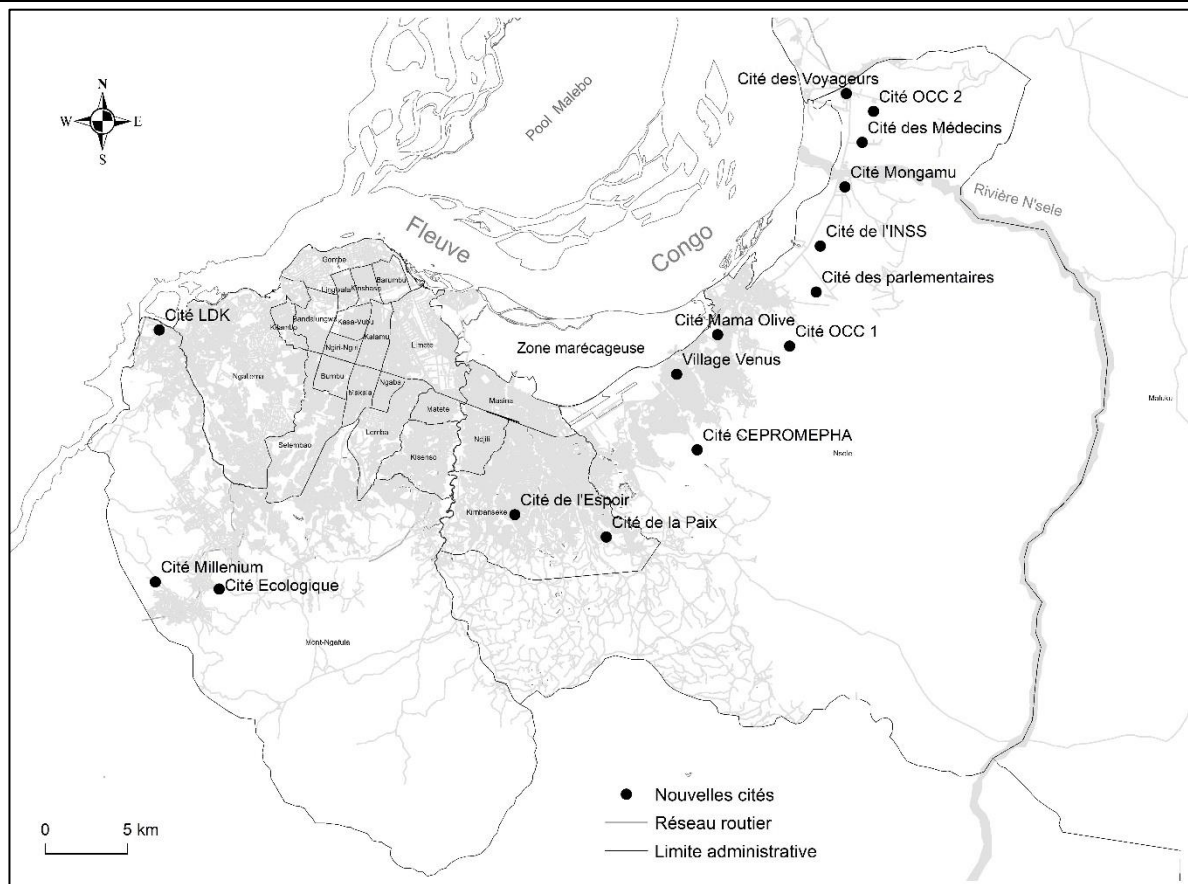 N
W E
S
Pool Malebo
Fleuve
Congo
Cité des Voyageurs
Cité OCC 2
Cité des Médecins
Cité Mongamu
Rivière N'sele
Cité de l'INSS
Cité des parlementaires
Cité Mama Olive
Cité OCC 1
Zone marécageuse
Village Venus
Cité CEPROMEPHA
Nsele
Maluku
Cité LDK
Gombe
Barumbu
Kinshasa
Lingwala
Bandalungwa
Kasa-Vubu
Kintambo
Kalamu
Limete
Ngiri-Ngiri
Ngaliema
Bumbu
Makala
Ngaba
Matete
Masina
Selembao
Lemba
Ndjili
Kisenso
Kimbanseke
Cité de l'Espoir
Cité de la Paix
Cité Millenium
Cité Ecologique
Mont-Ngafula
Nouvelles cités
Réseau routier
Limite administrative
0 5 km